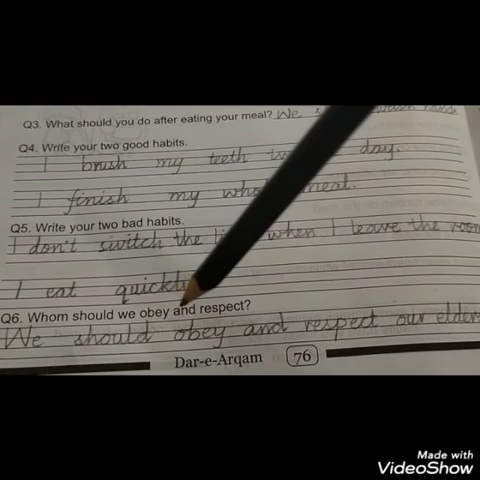 Q3. What should you do after eating your meal? We wash hands
Q4. Write your two good habits.
I brush my teeth day.
I finish my meal.
Q5. Write your two bad habits.
I don't switch the when I leave the room
I eat quickly
Q6. Whom should we obey and respect?
We should obey and respect our elders
Dar-e-Arqam 76
Made with
VideoShow